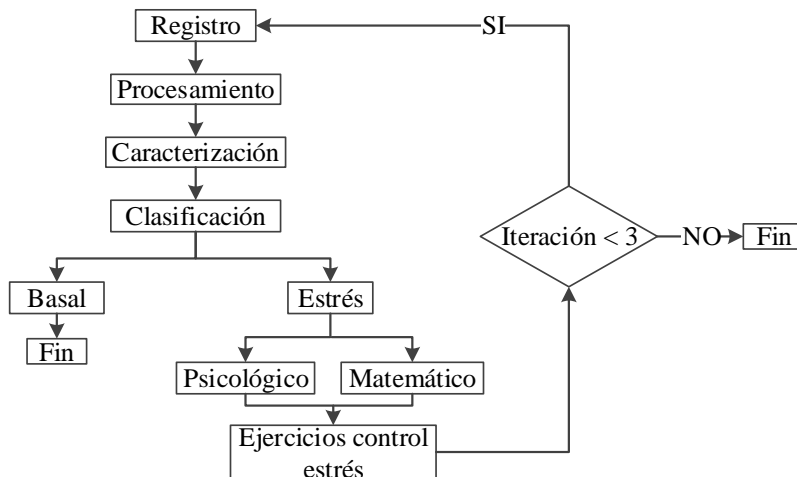 Registro
SI
Procesamiento
Caracterización
Clasificación
Iteración < 3
NO
Fin
Basal
Estrés
Fin
Psicológico
Matemático
Ejercicios control
estrés